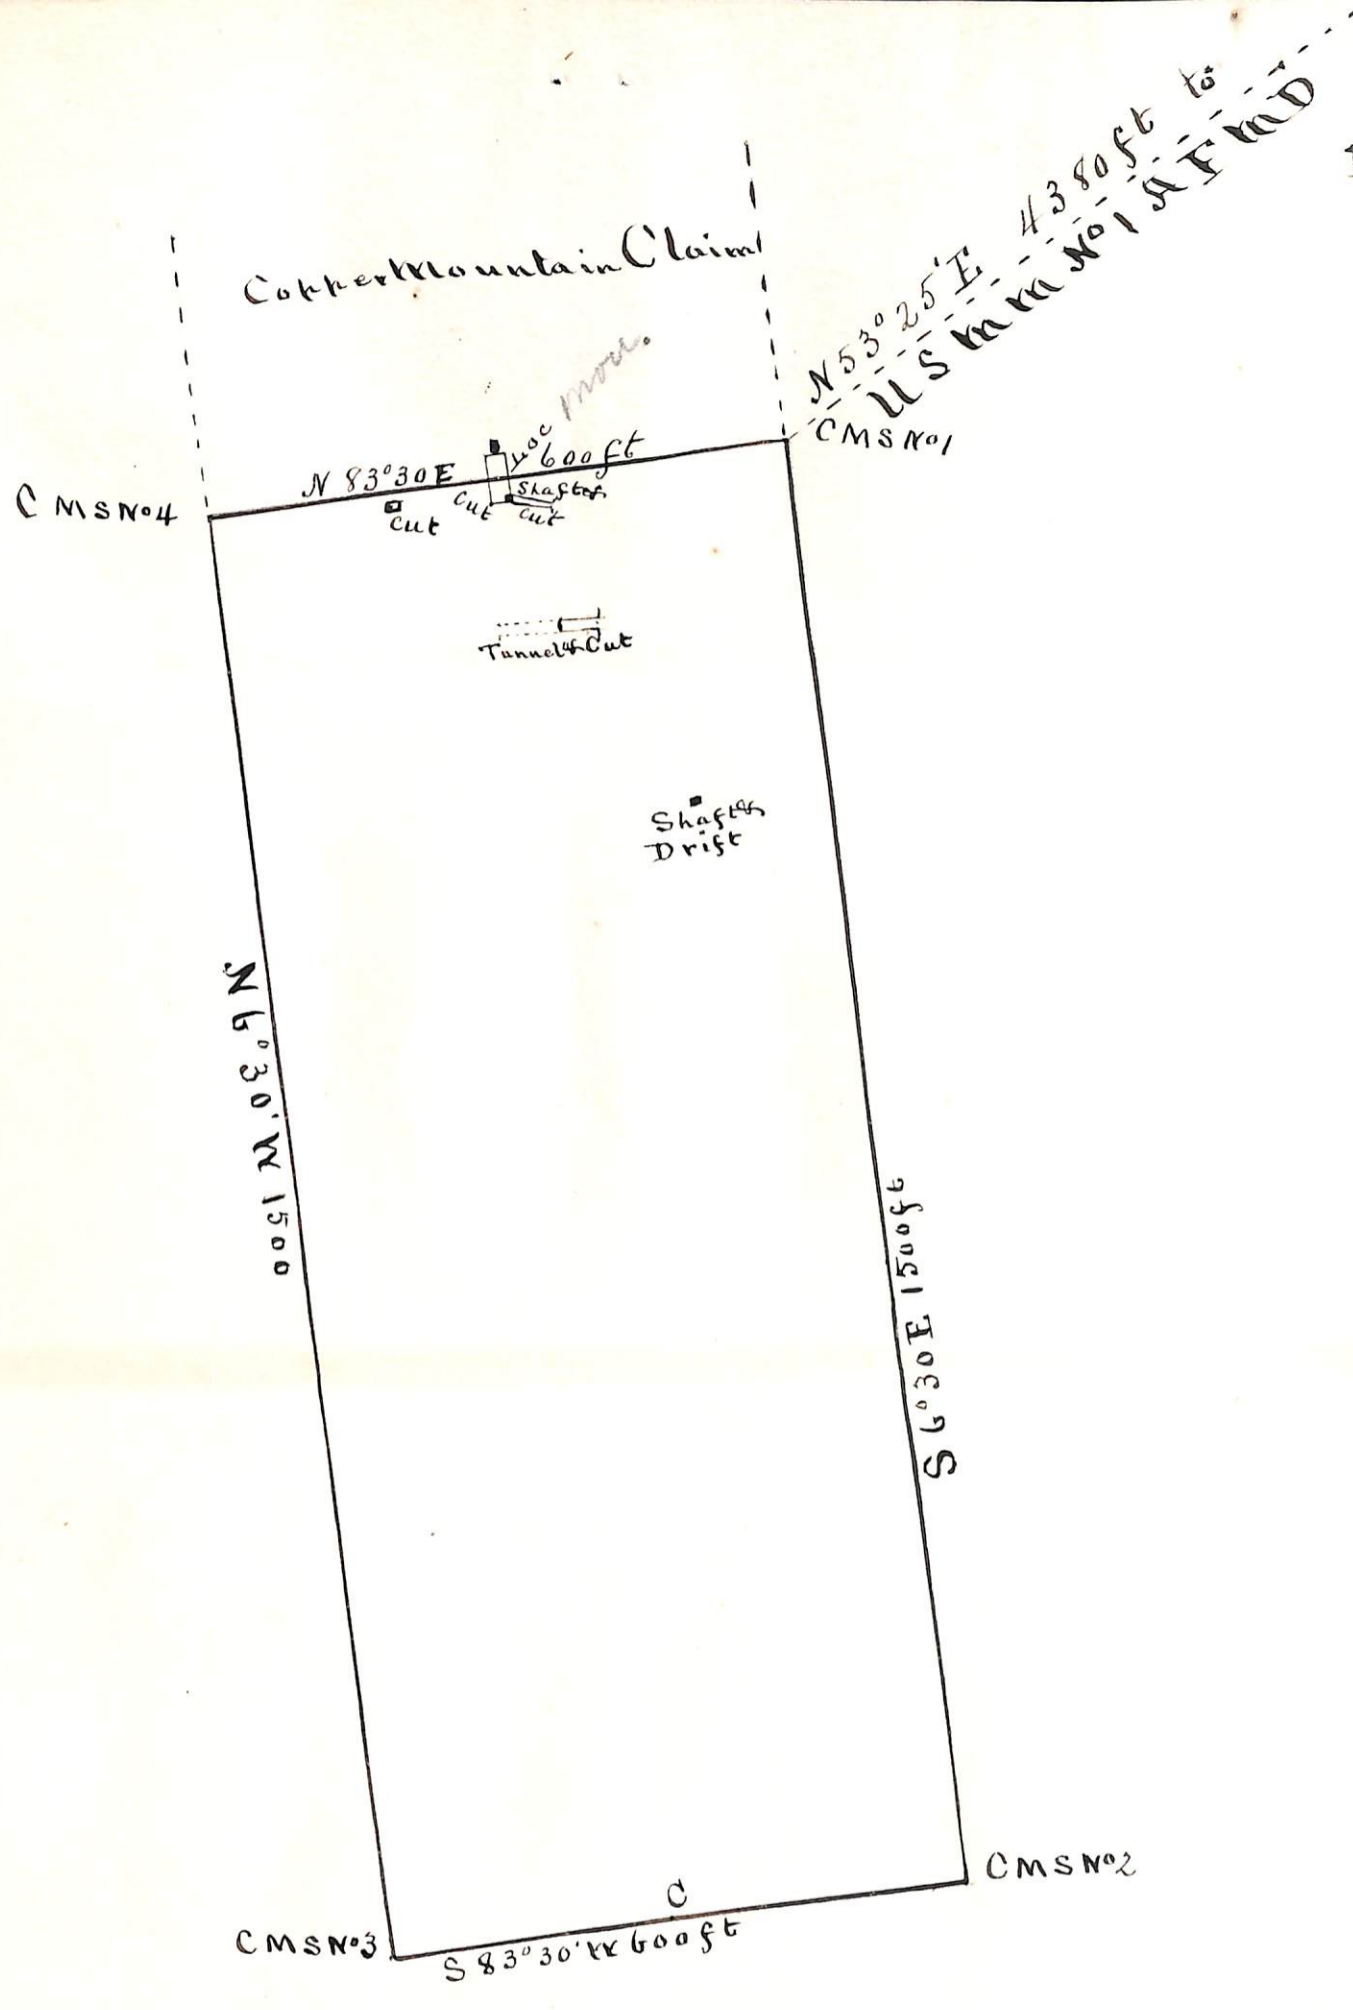 N 53° 25' E 4380 ft to
U S M M No 1 A F M D
Copper Mountain Claim
more.
CMS No 1
N 83° 30 E
600 ft
CMS No 4
Cut
Cut
Shaft &
Cut
Tunnel & Cut
Shaft &
Drift
N 6° 30' W 1500
S 6° 30 E 1500 ft
CMS No 2
C
CMS No 3
S 83° 30' W 600 ft